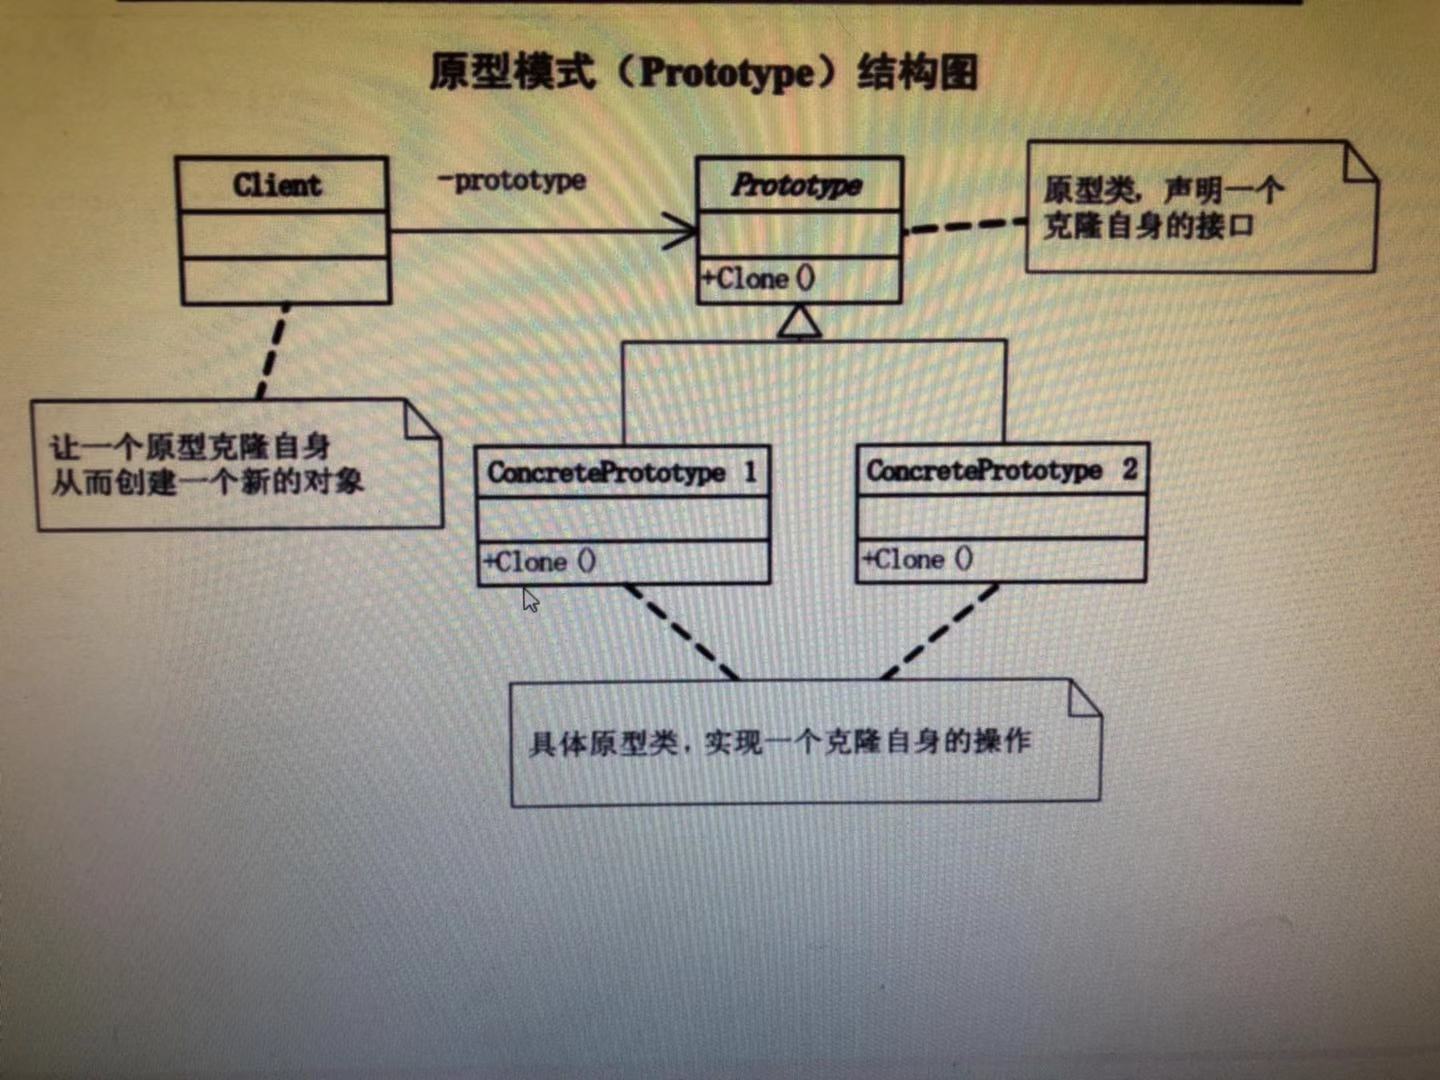 原型模式（Prototype）结构图
Client
-prototype
Prototype
+Clone()
原型类，声明一个
克隆自身的接口
让一个原型克隆自身
从而创建一个新的对象
ConcretePrototype 1
+Clone()
ConcretePrototype 2
+Clone()
具体原型类，实现一个克隆自身的操作